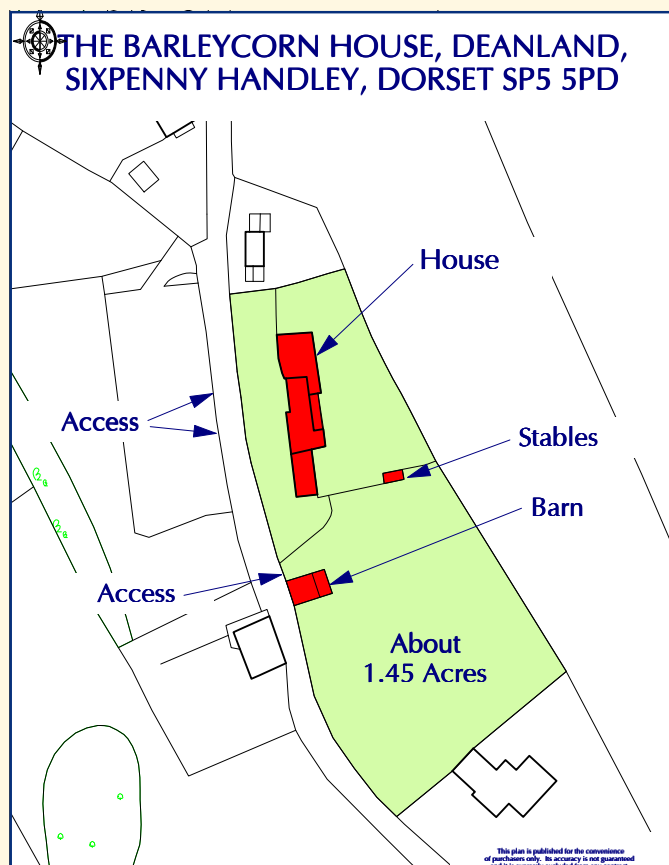 THE BARLEYCORN HOUSE, DEANLAND,
SIXPENNY HANDLEY, DORSET SP5 5PD
House
Access
Stables
Barn
Access
About
1.45 Acres
This plan is published for the convenience
of purchasers only. Its accuracy is not guaranteed